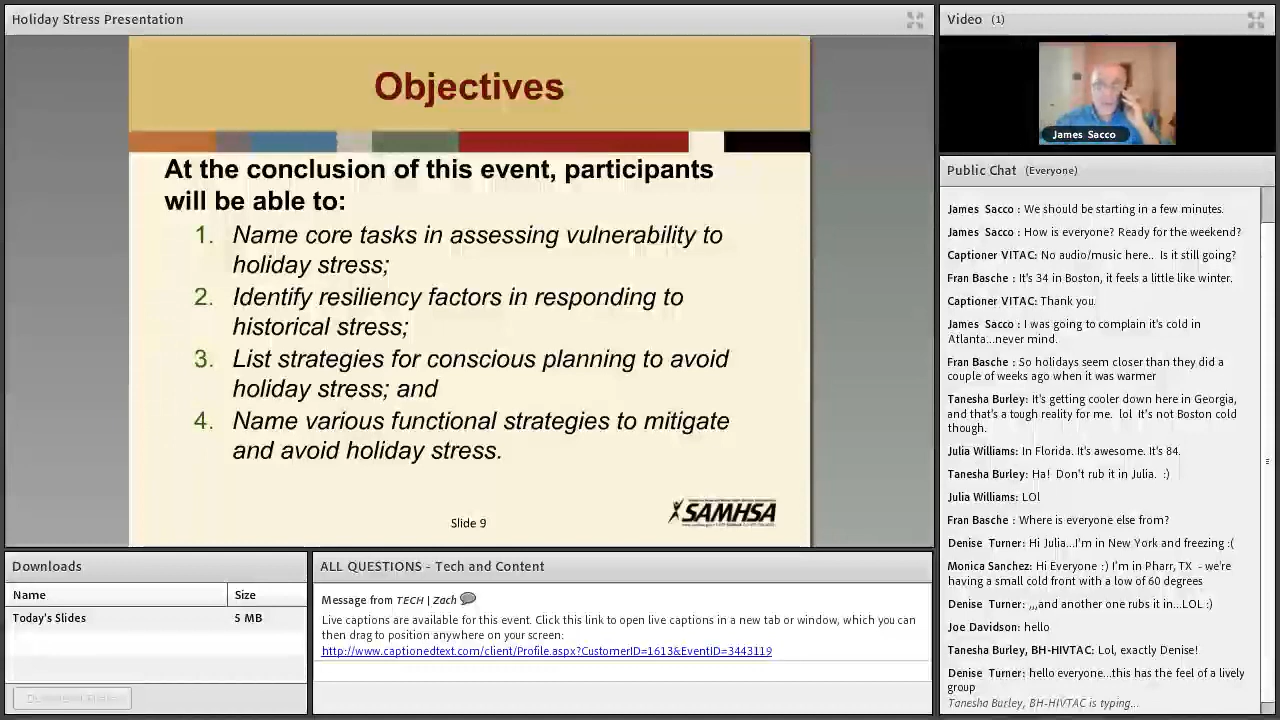 Holiday Stress Presentation
Objectives
At the conclusion of this event, participants
will be able to:
1. Name core tasks in assessing vulnerability to
holiday stress;
2. Identify resiliency factors in responding to
historical stress;
3. List strategies for conscious planning to avoid
holiday stress; and
4. Name various functional strategies to mitigate
and avoid holiday stress.
Slide 9
SAMHSA
Video (1)
James Sacco
Public Chat (Everyone)
James Sacco : We should be starting in a few minutes.
James Sacco : How is everyone? Ready for the weekend?
Captioner VITAC: No audio/music here.. Is it still going?
Fran Basche : It's 34 in Boston, it feels a little like winter.
Captioner VITAC: Thank you.
James Sacco : I was going to complain it's cold in
Atlanta...never mind.
Fran Basche : So holidays seem closer than they did a
couple of weeks ago when it was warmer
Tanesha Burley: It's getting cooler down here in Georgia,
and that's a tough reality for me. lol It's not Boston cold
though.
Julia Williams: In Florida. It's awesome. It's 84.
Tanesha Burley: Ha! Don't rub it in Julia. :)
Julia Williams: LOl
Fran Basche : Where is everyone else from?
Denise Turner: Hi Julia...I'm in New York and freezing :(
Monica Sanchez: Hi Everyone :) I'm in Pharr, TX - we're
having a small cold front with a low of 60 degrees
Denise Turner: ,,,and another one rubs it in...LOL :)
Joe Davidson: hello
Tanesha Burley, BH-HIVTAC: Lol, exactly Denise!
Denise Turner: hello everyone...this has the feel of a lively
group
Tanesha Burley, BH-HIVTAC is typing...
Downloads
Name Size
Today's Slides 5 MB
ALL QUESTIONS - Tech and Content
Message from TECH | Zach
Live captions are available for this event. Click this link to open live captions in a new tab or window, which you can
then drag to position anywhere on your screen:
http://www.captionedtext.com/client/Profile.aspx?CustomerID=1613&EventID=3443119